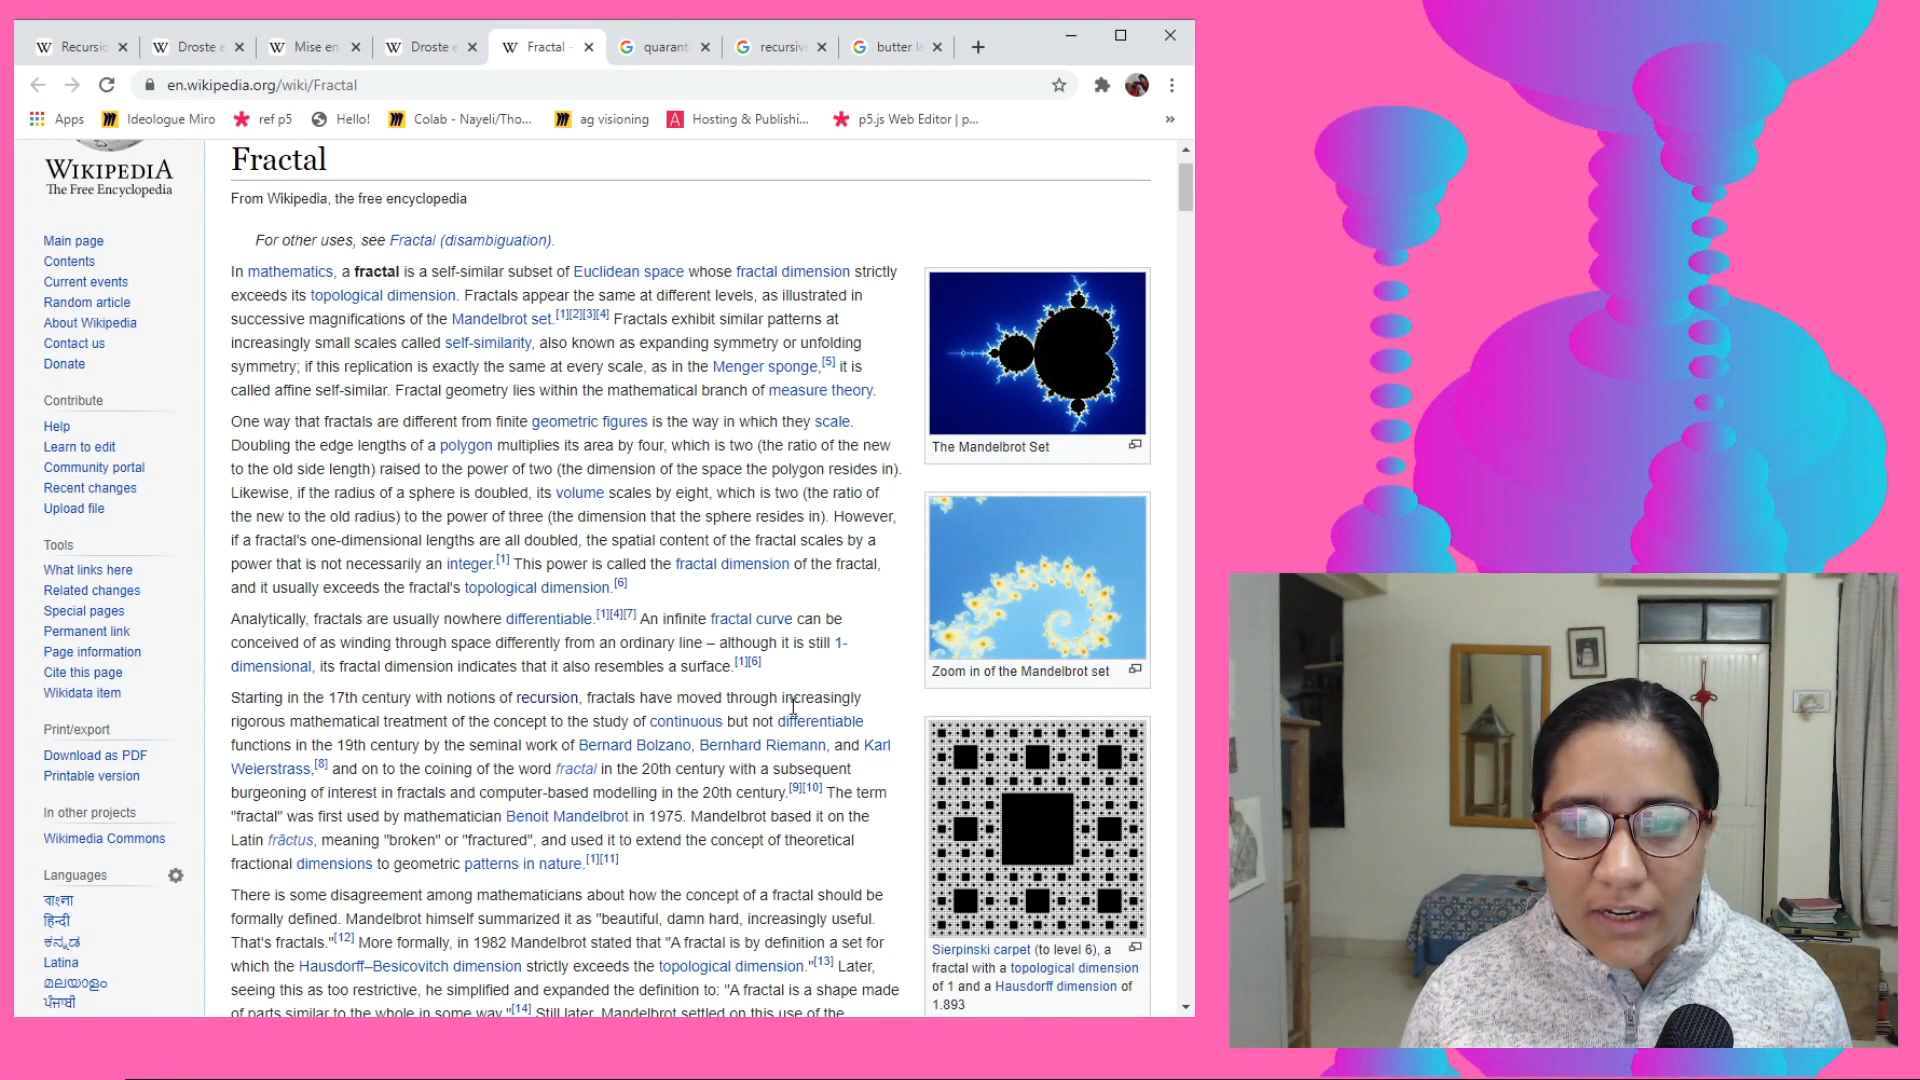 Recursic
Droste e
Mise en
Droste e
Fractal -
quaranti
recursiv
butter la
en.wikipedia.org/wiki/Fractal
Apps
Ideologue Miro
ref p5
Hello!
Colab - Nayeli/Tho...
ag visioning
Hosting & Publishi...
p5.js Web Editor | p...
WIKIPEDIA
The Free Encyclopedia
Main page
Contents
Current events
Random article
About Wikipedia
Contact us
Donate
Contribute
Help
Learn to edit
Community portal
Recent changes
Upload file
Tools
What links here
Related changes
Special pages
Permanent link
Page information
Cite this page
Wikidata item
Print/export
Download as PDF
Printable version
In other projects
Wikimedia Commons
Languages
বাংলা
हिन्दी
ಕನ್ನಡ
Latina
മലയാളം
ਪੰਜਾਬੀ
Fractal
From Wikipedia, the free encyclopedia
For other uses, see Fractal (disambiguation).
In mathematics, a fractal is a self-similar subset of Euclidean space whose fractal dimension strictly
exceeds its topological dimension. Fractals appear the same at different levels, as illustrated in
successive magnifications of the Mandelbrot set.[1][2][3][4] Fractals exhibit similar patterns at
increasingly small scales called self-similarity, also known as expanding symmetry or unfolding
symmetry; if this replication is exactly the same at every scale, as in the Menger sponge,[5] it is
called affine self-similar. Fractal geometry lies within the mathematical branch of measure theory.
One way that fractals are different from finite geometric figures is the way in which they scale.
Doubling the edge lengths of a polygon multiplies its area by four, which is two (the ratio of the new
to the old side length) raised to the power of two (the dimension of the space the polygon resides in).
Likewise, if the radius of a sphere is doubled, its volume scales by eight, which is two (the ratio of
the new to the old radius) to the power of three (the dimension that the sphere resides in). However,
if a fractal's one-dimensional lengths are all doubled, the spatial content of the fractal scales by a
power that is not necessarily an integer.[1] This power is called the fractal dimension of the fractal,
and it usually exceeds the fractal's topological dimension.[6]
Analytically, fractals are usually nowhere differentiable.[1][4][7] An infinite fractal curve can be
conceived of as winding through space differently from an ordinary line – although it is still 1-
dimensional, its fractal dimension indicates that it also resembles a surface.[1][6]
Starting in the 17th century with notions of recursion, fractals have moved through increasingly
rigorous mathematical treatment of the concept to the study of continuous but not differentiable
functions in the 19th century by the seminal work of Bernard Bolzano, Bernhard Riemann, and Karl
Weierstrass,[8] and on to the coining of the word fractal in the 20th century with a subsequent
burgeoning of interest in fractals and computer-based modelling in the 20th century.[9][10] The term
"fractal" was first used by mathematician Benoit Mandelbrot in 1975. Mandelbrot based it on the
Latin frāctus, meaning "broken" or "fractured", and used it to extend the concept of theoretical
fractional dimensions to geometric patterns in nature.[1][11]
There is some disagreement among mathematicians about how the concept of a fractal should be
formally defined. Mandelbrot himself summarized it as "beautiful, damn hard, increasingly useful.
That's fractals."[12] More formally, in 1982 Mandelbrot stated that "A fractal is by definition a set for
which the Hausdorff–Besicovitch dimension strictly exceeds the topological dimension."[13] Later,
seeing this as too restrictive, he simplified and expanded the definition to: "A fractal is a shape made
of parts similar to the whole in some way."[14] Still later, Mandelbrot settled on this use of the
The Mandelbrot Set
Zoom in of the Mandelbrot set
Sierpinski carpet (to level 6), a
fractal with a topological dimension
of 1 and a Hausdorff dimension of
1.893